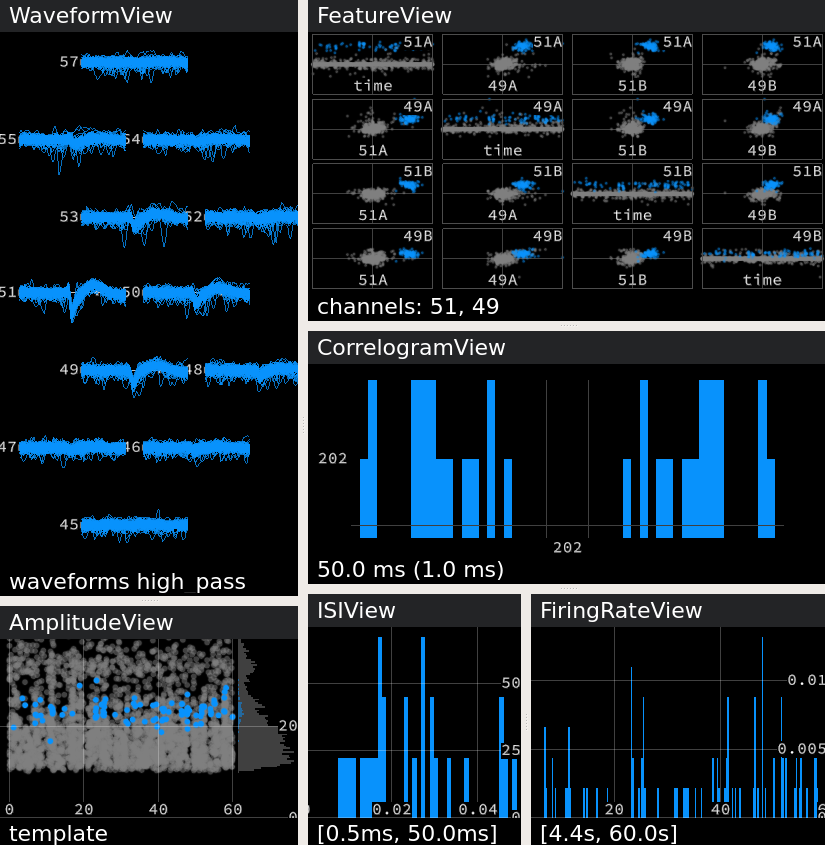 WaveformView
57
55 54
53 52
51 50
49 48
47 46
45
waveforms high_pass
FeatureView
51A 51A 51A 51A
time 49A 51B 49B
49A 49A 49A 49A
51A time 51B 49B
51B 51B 51B 51B
51A 49A time 49B
49B 49B 49B 49B
51A 49A 51B time
channels: 51, 49
CorrelogramView
202
202
50.0 ms (1.0 ms)
AmplitudeView
20
0 20 40 60 0
template
ISIView
50
25
0.02 0.04 0
[0.5ms, 50.0ms]
FiringRateView
0.01
0.005
20 40 6
[4.4s, 60.0s]